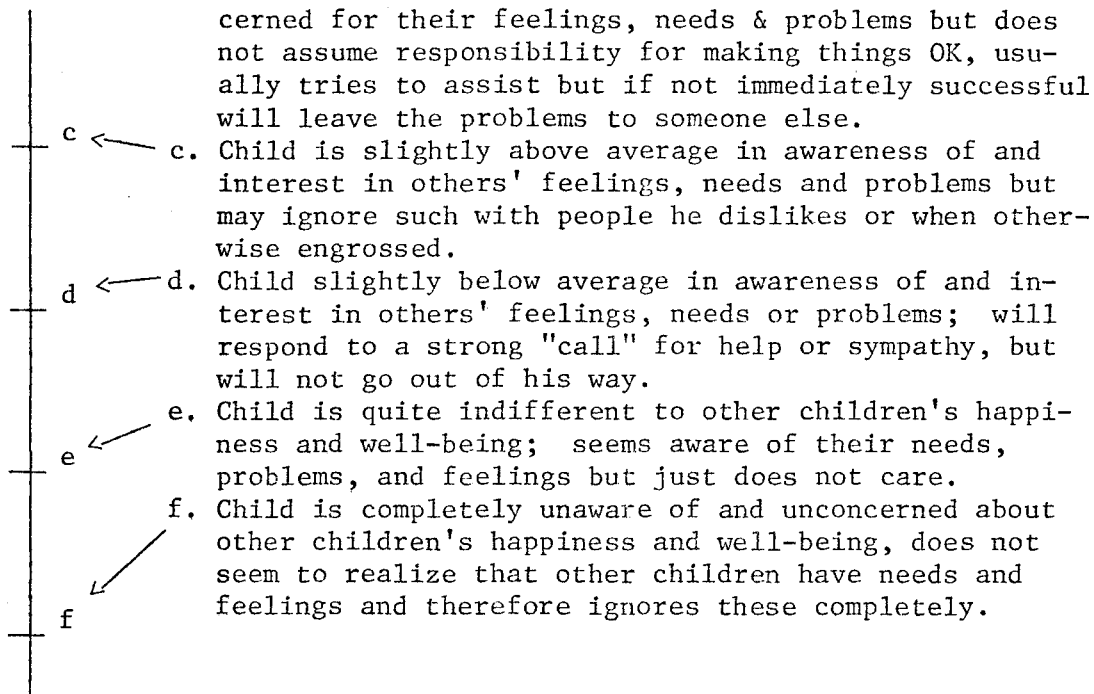 cerned for their feelings, needs & problems but does
not assume responsibility for making things OK, usu-
ally tries to assist but if not immediately successful
will leave the problems to someone else.
c
c. Child is slightly above average in awareness of and
interest in others' feelings, needs and problems but
may ignore such with people he dislikes or when other-
wise engrossed.
d
d. Child slightly below average in awareness of and in-
terest in others' feelings, needs or problems; will
respond to a strong "call" for help or sympathy, but
will not go out of his way.
e. Child is quite indifferent to other children's happi-
e
ness and well-being; seems aware of their needs,
problems, and feelings but just does not care.
f. Child is completely unaware of and unconcerned about
other children's happiness and well-being, does not
seem to realize that other children have needs and
feelings and therefore ignores these completely.
f